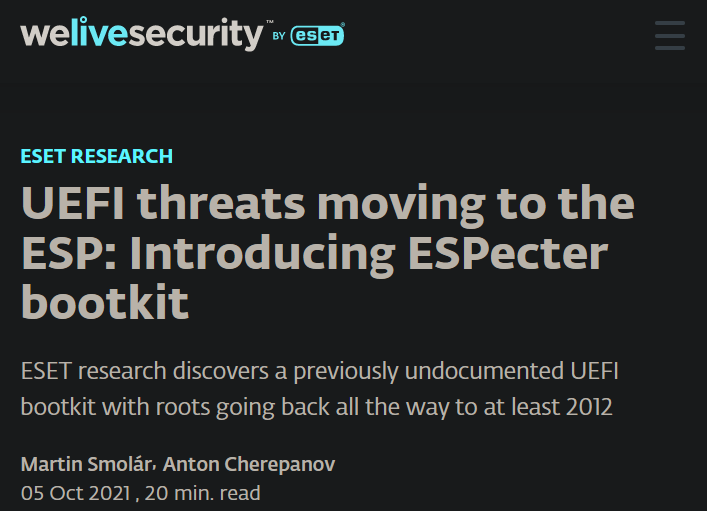 welivesecurity™ BY eseT®
ESET RESEARCH
UEFI threats moving to the
ESP: Introducing ESPecter
bootkit
ESET research discovers a previously undocumented UEFI
bootkit with roots going back all the way to at least 2012
Martin Smolár, Anton Cherepanov
05 Oct 2021 , 20 min. read